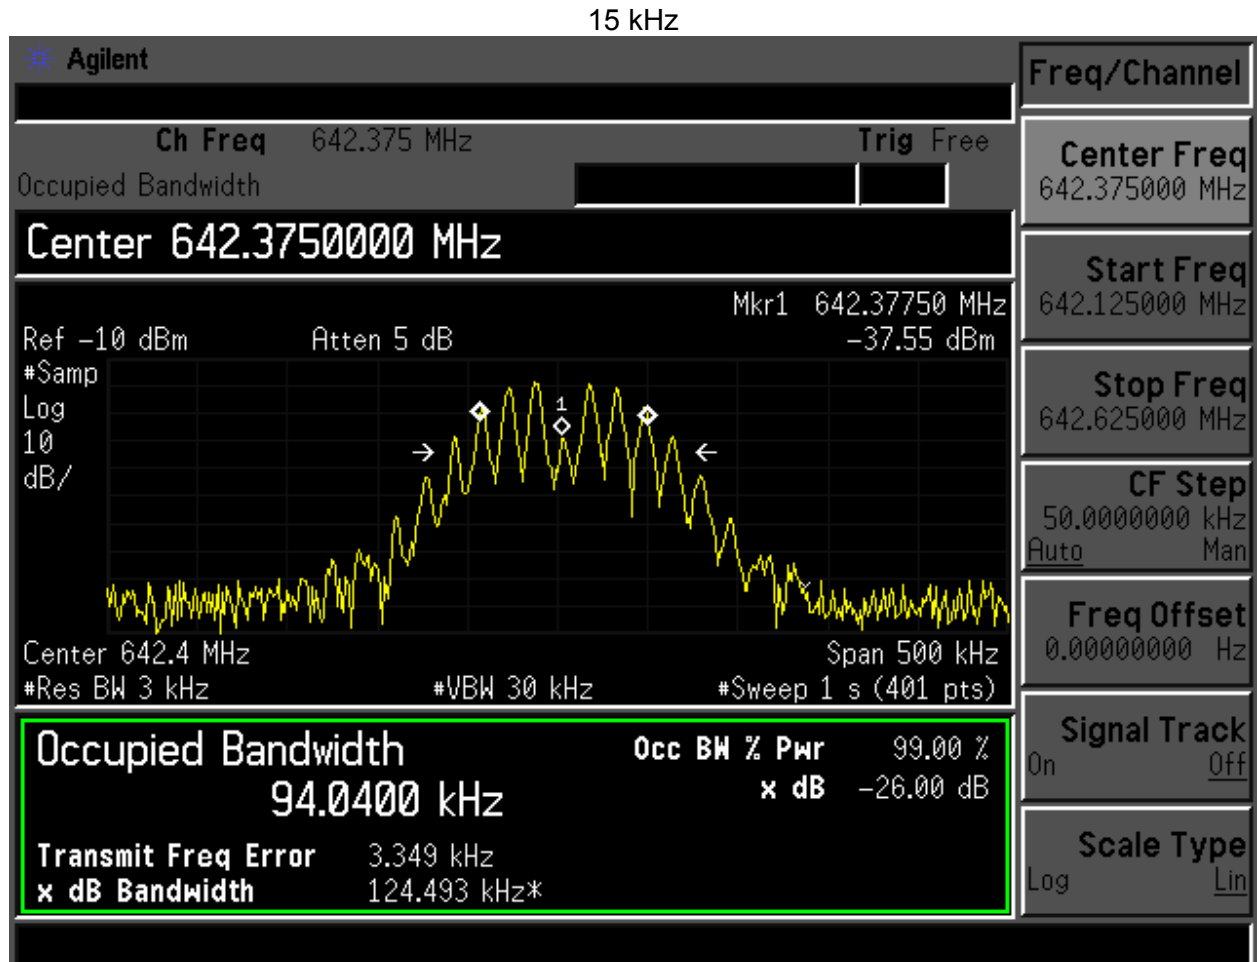 15 kHz
Agilent
Freq/Channel
Ch Freq 642.375 MHz Trig Free
Occupied Bandwidth
Center 642.3750000 MHz
Mkr1 642.37750 MHz
Ref -10 dBm Atten 5 dB -37.55 dBm
#Samp
Log
10
dB/
1
Center 642.4 MHz Span 500 kHz
#Res BW 3 kHz #VBW 30 kHz #Sweep 1 s (401 pts)
Occupied Bandwidth Occ BW % Pwr 99.00 %
94.0400 kHz x dB -26.00 dB
Transmit Freq Error 3.349 kHz
x dB Bandwidth 124.493 kHz*
Center Freq
642.375000 MHz
Start Freq
642.125000 MHz
Stop Freq
642.625000 MHz
CF Step
50.0000000 kHz
Auto Man
Freq Offset
0.00000000 Hz
Signal Track
On Off
Scale Type
Log Lin